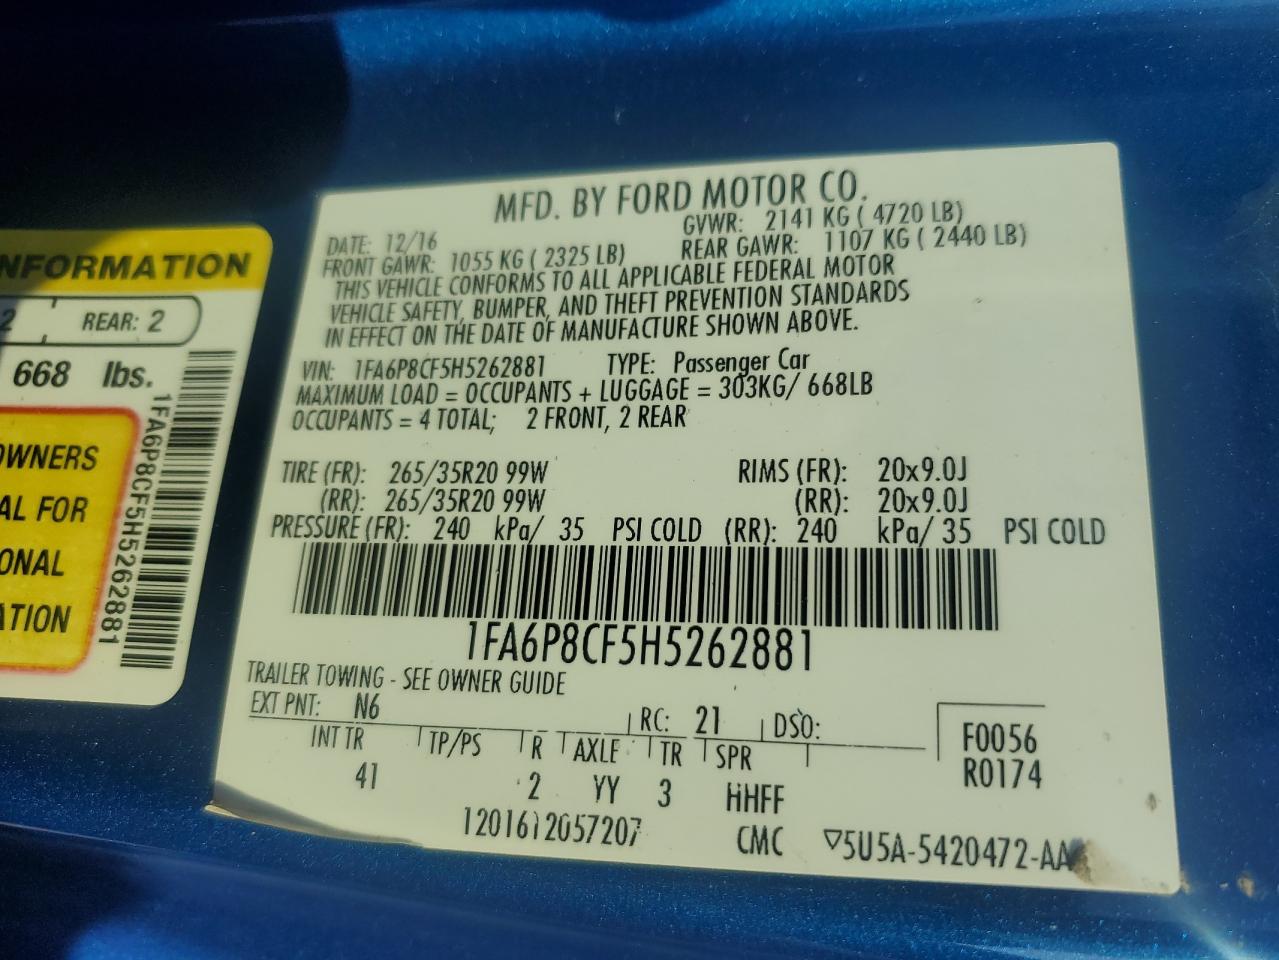 NFORMATION
2 REAR: 2
668 lbs.
OWNERS
AL FOR
ONAL
ATION
1FA6P8CF5H5262881
MFD. BY FORD MOTOR CO.
DATE: 12/16 GVWR: 2141 KG ( 4720 LB)
FRONT GAWR: 1055 KG ( 2325 LB) REAR GAWR: 1107 KG ( 2440 LB)
THIS VEHICLE CONFORMS TO ALL APPLICABLE FEDERAL MOTOR
VEHICLE SAFETY, BUMPER, AND THEFT PREVENTION STANDARDS
IN EFFECT ON THE DATE OF MANUFACTURE SHOWN ABOVE.
VIN: 1FA6P8CF5H5262881 TYPE: Passenger Car
MAXIMUM LOAD = OCCUPANTS + LUGGAGE = 303KG/ 668LB
OCCUPANTS = 4 TOTAL; 2 FRONT, 2 REAR
TIRE (FR): 265/35R20 99W RIMS (FR): 20x9.0J
(RR): 265/35R20 99W (RR): 20x9.0J
PRESSURE (FR): 240 kPa/ 35 PSI COLD (RR): 240 kPa/ 35 PSI COLD
1FA6P8CF5H5262881
TRAILER TOWING - SEE OWNER GUIDE
EXT PNT: N6 RC: 21 DSO:
INT TR TP/PS R AXLE TR SPR F0056
41 2 YY 3 HHFF R0174
1201612057207 CMC ▽5U5A-5420472-AA